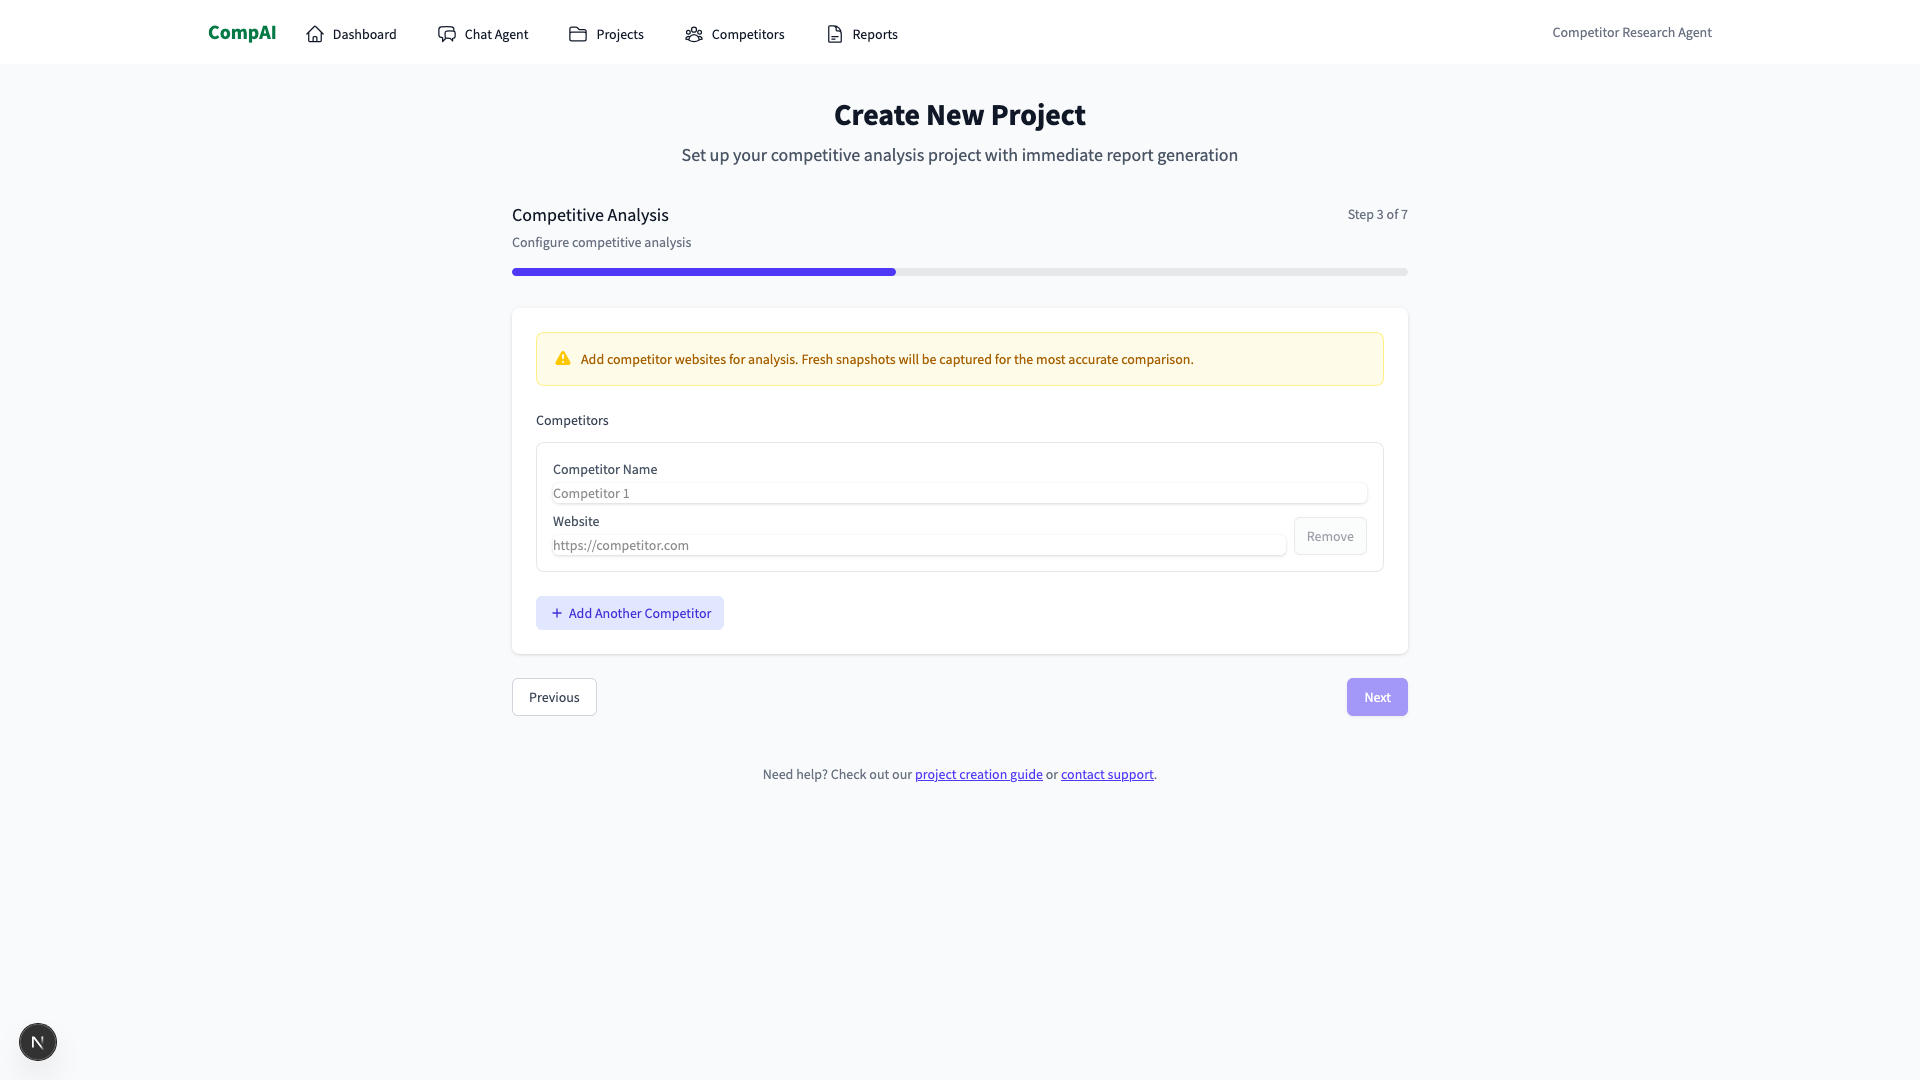 CompAI
Dashboard
Chat Agent
Projects
Competitors
Reports
Competitor Research Agent
Create New Project
Set up your competitive analysis project with immediate report generation
Competitive Analysis
Step 3 of 7
Configure competitive analysis
Add competitor websites for analysis. Fresh snapshots will be captured for the most accurate comparison.
Competitors
Competitor Name
Competitor 1
Website
https://competitor.com
Remove
+ Add Another Competitor
Previous
Next
Need help? Check out our project creation guide or contact support.
N